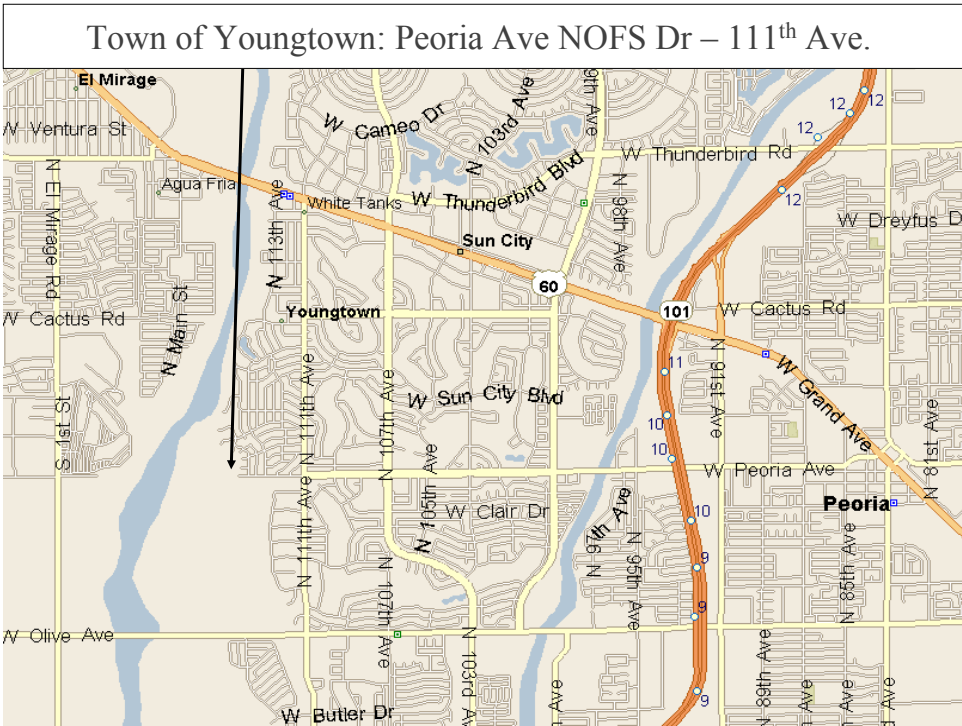 Town of Youngtown: Peoria Ave NOFS Dr – 111th Ave.
El Mirage
W Ventura St
W Cameo Dr
N 103rd Ave
9th Ave
12
12
12
W Thunderbird Rd
N El Mirage Rd
Agua Fria
N 113th Ave
White Tanks
W Thunderbird Blvd
N 98th Ave
12
W Dreyfus D
Sun City
60
W Cactus Rd
N Main St
Youngtown
101
W Cactus Rd
11
N 91st Ave
W Grand Ave
N 111th Ave
N 107th Ave
W Sun City Blvd
10
N 81st Ave
S 1st St
10
W Peoria Ave
N 111th Ave
N 105th Ave
W Clair Dr
N 97th Ave
N 95th Ave
10
Peoria
N 85th Ave
9
N 107th Ave
9
W Olive Ave
N 103rd A
N 89th Ave
Ave
Ave
Ave
9
W Butler Dr